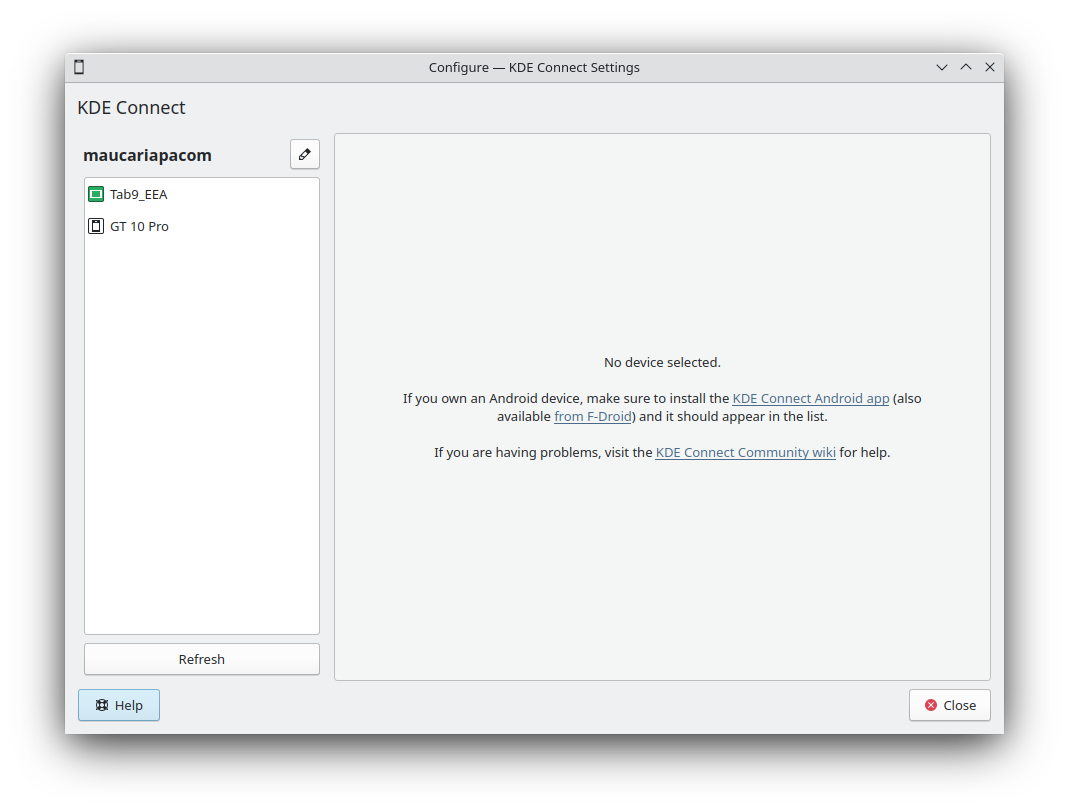 Configure — KDE Connect Settings
KDE Connect
maucariapacom
Tab9_EEA
GT 10 Pro
No device selected.
If you own an Android device, make sure to install the KDE Connect Android app (also
available from F-Droid) and it should appear in the list.
If you are having problems, visit the KDE Connect Community wiki for help.
Refresh
Help
Close